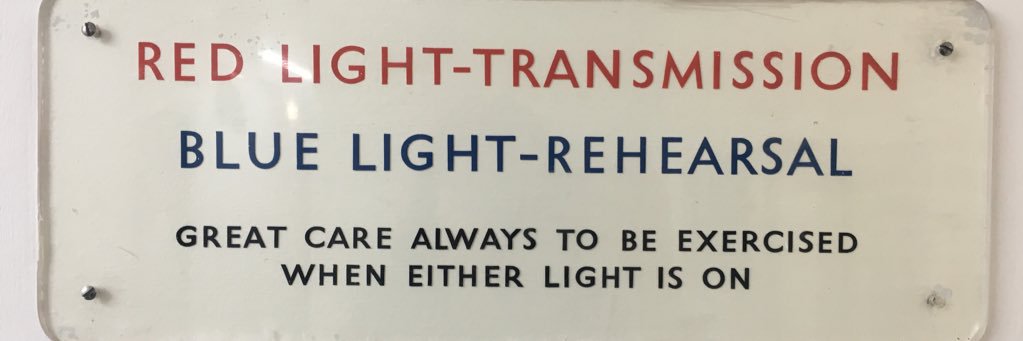 RED LIGHT-TRANSMISSION
BLUE LIGHT-REHEARSAL
GREAT CARE ALWAYS TO BE EXERCISED
WHEN EITHER LIGHT IS ON